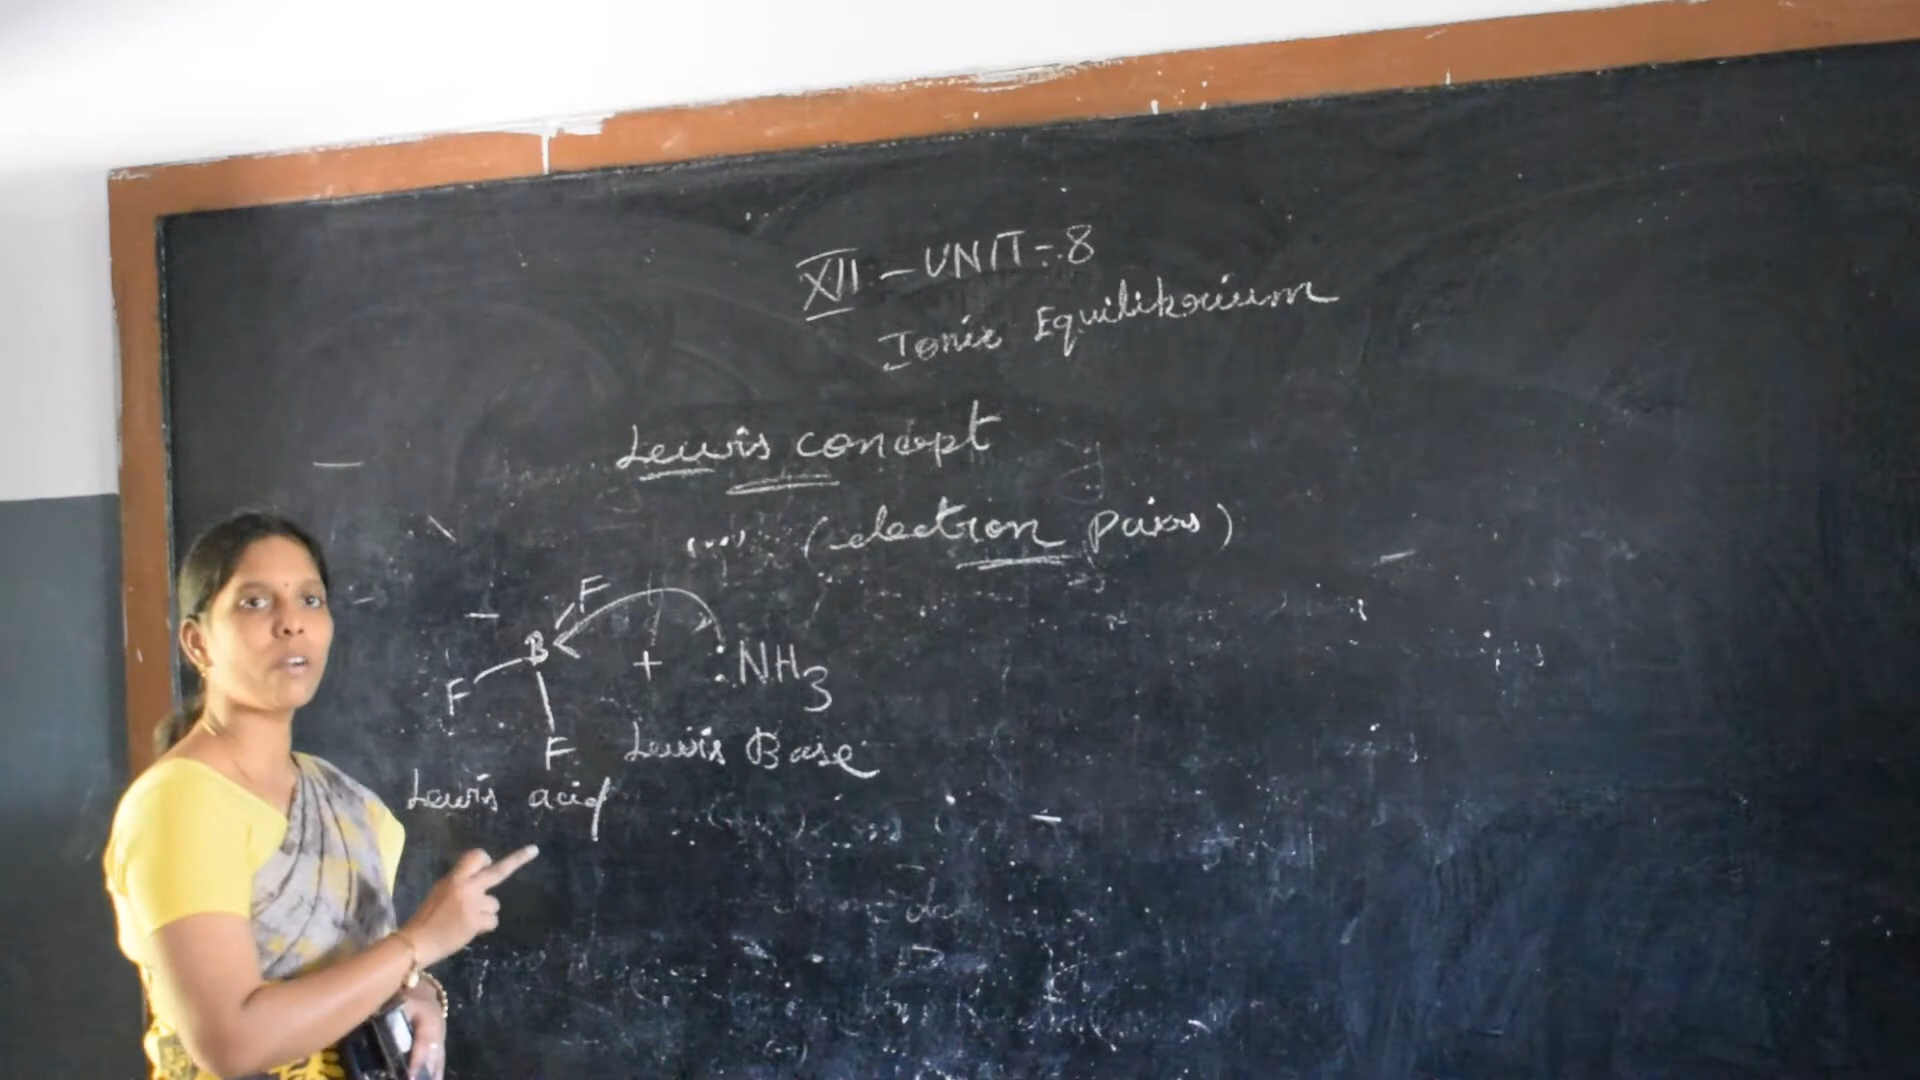 XII - UNIT - 8
Ionic Equilibrium
Lewis concept
(electron pairs)
F
B + :NH3
F
F Lewis Base
Lewis acid